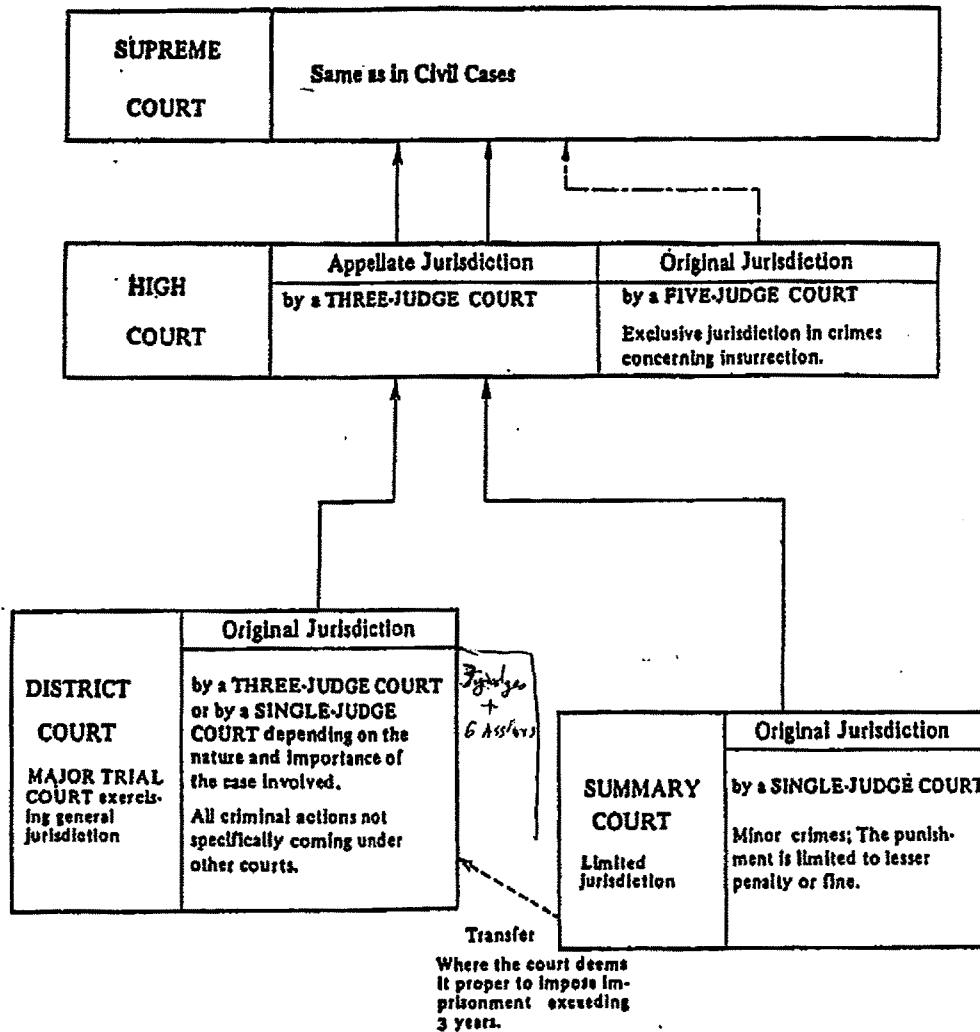 SUPREME
COURT
Same as in Civil Cases
HIGH
COURT
Appellate Jurisdiction
by a THREE-JUDGE COURT
Original Jurisdiction
by a FIVE-JUDGE COURT
Exclusive jurisdiction in crimes
concerning insurrection.
DISTRICT
COURT
MAJOR TRIAL
COURT exercis-
ing general
jurisdiction
Original Jurisdiction
by a THREE-JUDGE COURT
or by a SINGLE-JUDGE
COURT depending on the
nature and importance of
the case involved.
All criminal actions not
specifically coming under
other courts.
3 judges
+
6
SUMMARY
COURT
Limited
jurisdiction
Original Jurisdiction
by a SINGLE-JUDGE COURT
Minor crimes; The punish-
ment is limited to lesser
penalty or fine.
Transfer
Where the court deems
it proper to impose im-
prisonment exceeding
3 years.